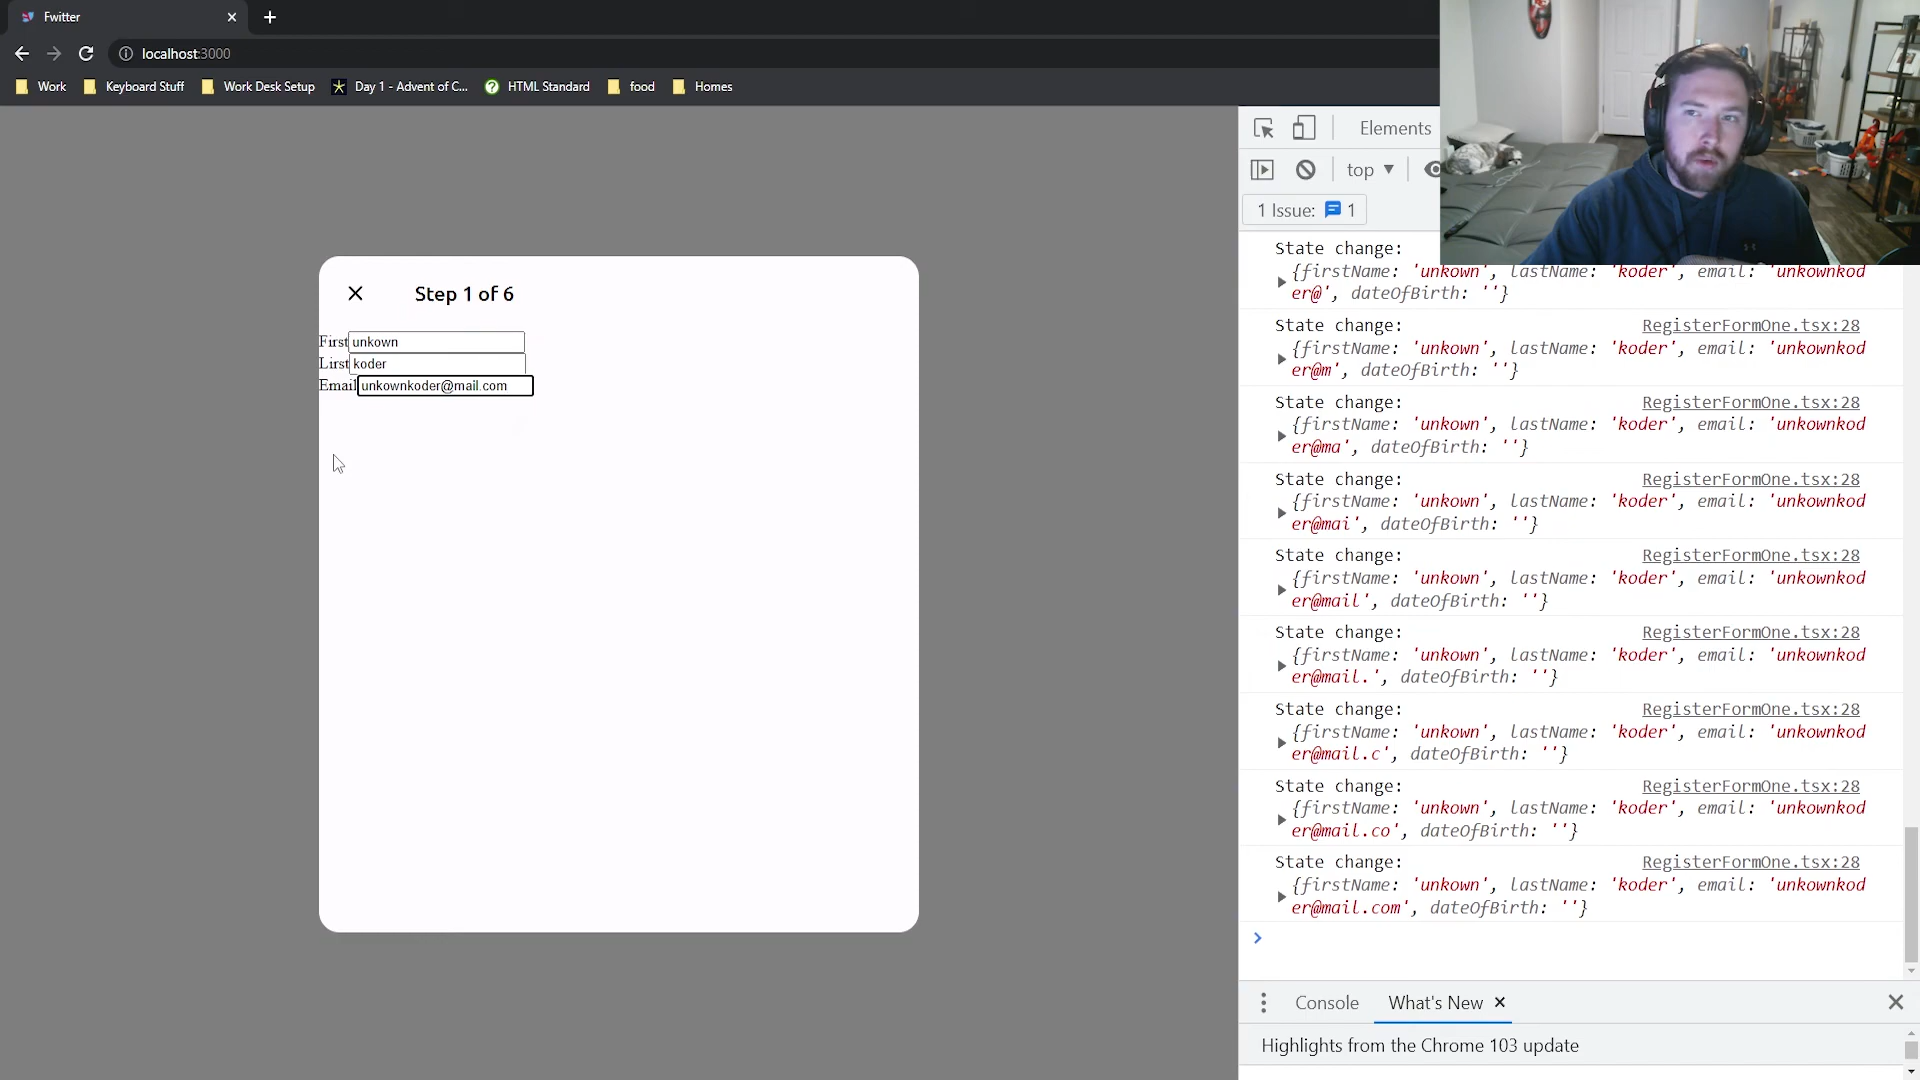 Fwitter
localhost:3000
Work
Keyboard Stuff
Work Desk Setup
Day 1 - Advent of C...
HTML Standard
food
Homes
Step 1 of 6
First unkown
Lirst koder
Email unkownkoder@mail.com
Elements
top
1 Issue: 1
State change:
{firstName: 'unkown', lastName: 'koder', email: 'unkownkod
er@', dateOfBirth: ''}
State change: RegisterFormOne.tsx:28
{firstName: 'unkown', lastName: 'koder', email: 'unkownkod
er@m', dateOfBirth: ''}
State change: RegisterFormOne.tsx:28
{firstName: 'unkown', lastName: 'koder', email: 'unkownkod
er@ma', dateOfBirth: ''}
State change: RegisterFormOne.tsx:28
{firstName: 'unkown', lastName: 'koder', email: 'unkownkod
er@mai', dateOfBirth: ''}
State change: RegisterFormOne.tsx:28
{firstName: 'unkown', lastName: 'koder', email: 'unkownkod
er@mail', dateOfBirth: ''}
State change: RegisterFormOne.tsx:28
{firstName: 'unkown', lastName: 'koder', email: 'unkownkod
er@mail.', dateOfBirth: ''}
State change: RegisterFormOne.tsx:28
{firstName: 'unkown', lastName: 'koder', email: 'unkownkod
er@mail.c', dateOfBirth: ''}
State change: RegisterFormOne.tsx:28
{firstName: 'unkown', lastName: 'koder', email: 'unkownkod
er@mail.co', dateOfBirth: ''}
State change: RegisterFormOne.tsx:28
{firstName: 'unkown', lastName: 'koder', email: 'unkownkod
er@mail.com', dateOfBirth: ''}
Console
What's New
Highlights from the Chrome 103 update